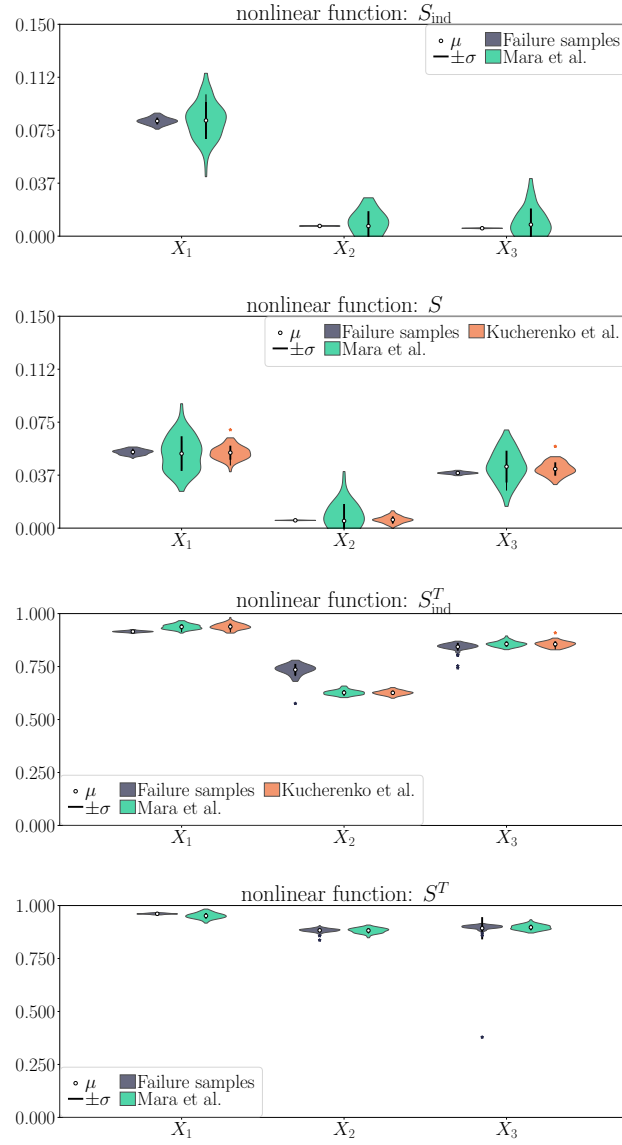 nonlinear function: S_ind
0.150
0.112
0.075
0.037
0.000
μ Failure samples
±σ Mara et al.
X_1 X_2 X_3
nonlinear function: S
0.150
0.112
0.075
0.037
0.000
μ Failure samples Kucherenko et al.
±σ Mara et al.
X_1 X_2 X_3
nonlinear function: S_ind^T
1.000
0.750
0.500
0.250
0.000
μ Failure samples Kucherenko et al.
±σ Mara et al.
X_1 X_2 X_3
nonlinear function: S^T
1.000
0.750
0.500
0.250
0.000
μ Failure samples
±σ Mara et al.
X_1 X_2 X_3